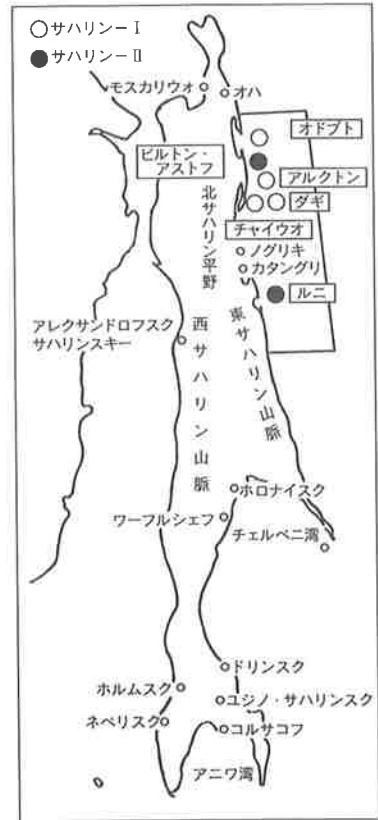 サハリン－Ⅰ
サハリン－Ⅱ
モスカリウォ
オハ
オドプト
ピルトン・
アストフ
アルクトン
ダギ
北サハリン平野
チャイウオ
ノグリキ
カタングリ
ルニ
アレクサンドロフスク
サハリンスキー
西サハリン山脈
東サハリン山脈
ホロナイスク
ワーフルシェフ
チェルペニ湾
ドリンスク
ホルムスク
ユジノ・サハリンスク
ネベリスク
コルサコフ
アニワ湾